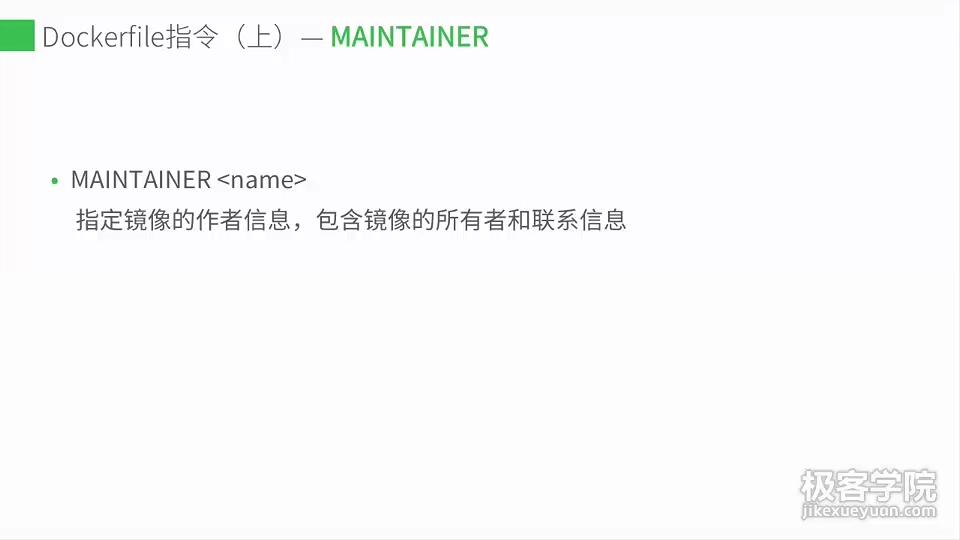 Dockerfile指令（上）— MAINTAINER
• MAINTAINER <name>
指定镜像的作者信息，包含镜像的所有者和联系信息
极客学院
jikexueyuan.com